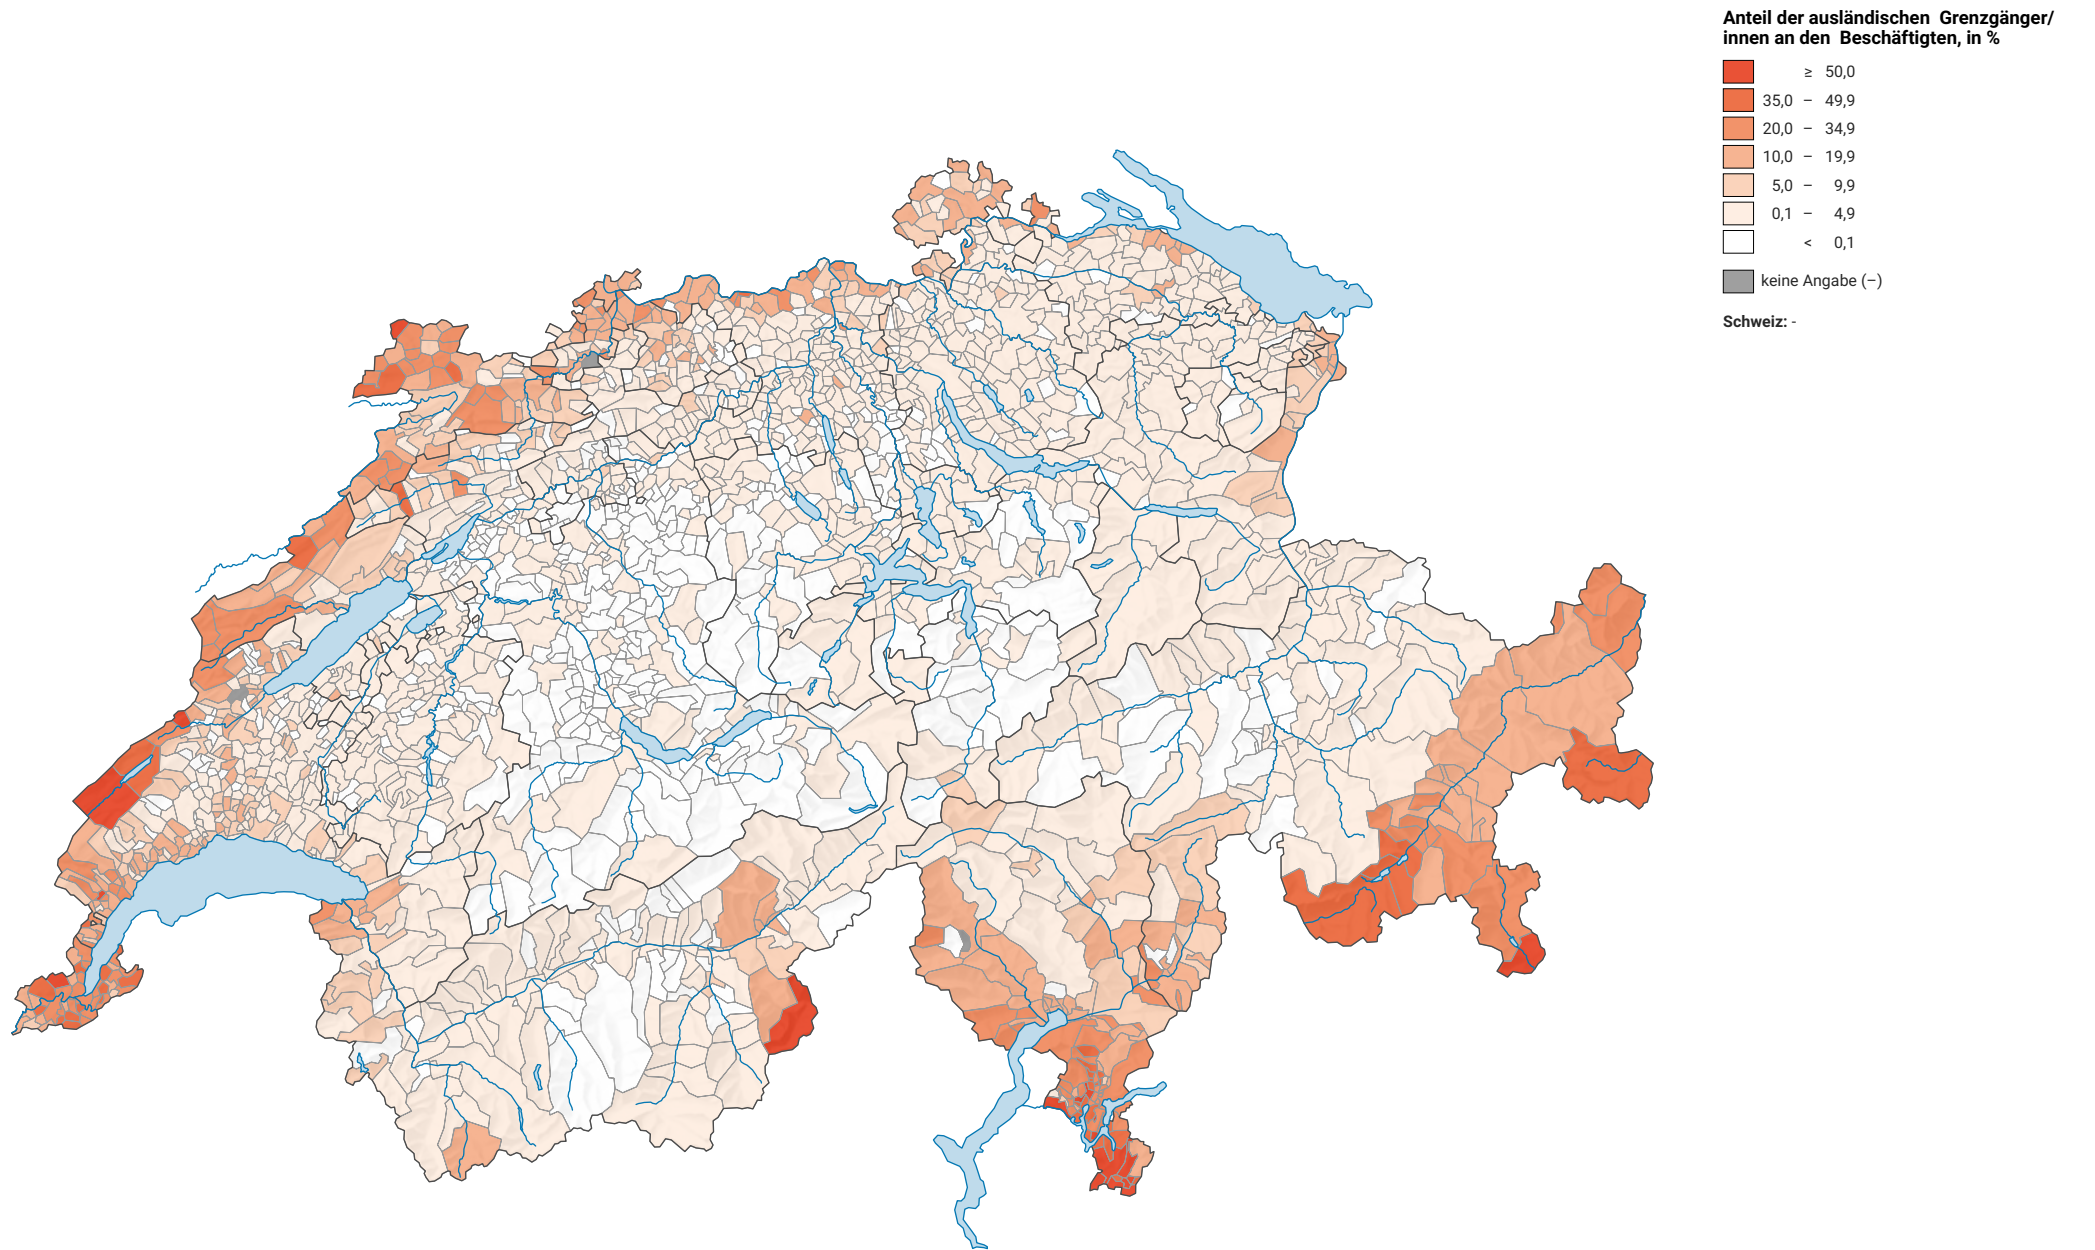 Anteil der ausländischen Grenzgänger/
innen an den Beschäftigten, in %
≥ 50,0
35,0 – 49,9
20,0 – 34,9
10,0 – 19,9
5,0 – 9,9
0,1 – 4,9
< 0,1
keine Angabe (–)
Schweiz: -